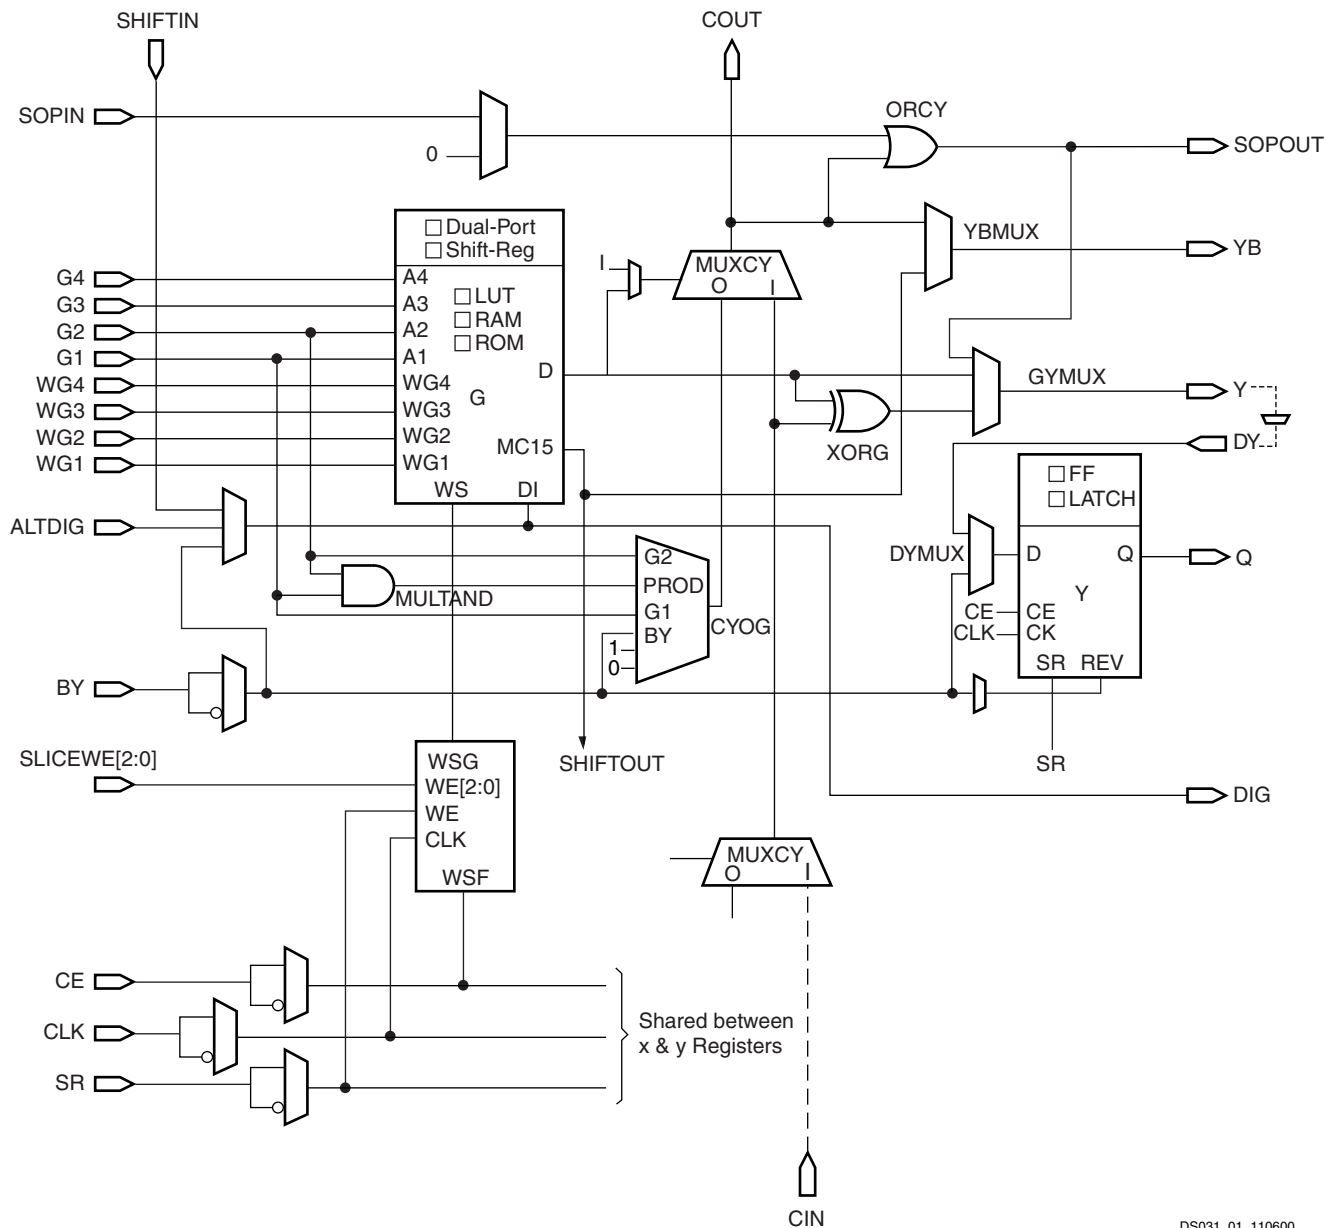 SHIFTIN
COUT
SOPIN
0
ORCY
SOPOUT
□ Dual-Port
□ Shift-Reg
G4
G3
G2
G1
WG4
WG3
WG2
WG1
A4
A3
A2
A1
WG4
WG3
WG2
WG1
□ LUT
□ RAM
□ ROM
G
D
MC15
WS
DI
I
MUXCY
O I
YBMUX
YB
GYMUX
Y
DY
XORG
□ FF
□ LATCH
DYMUX
D
Q
Q
Y
CE
CE
CLK
CK
SR REV
SR
ALTDIG
MULTAND
G2
PROD
G1
BY
1
0
CYOG
BY
SHIFTOUT
DIG
SLICEWE[2:0]
WSG
WE[2:0]
WE
CLK
WSF
MUXCY
O I
CE
CLK
SR
Shared between
x & y Registers
CIN
DS031_01_110600